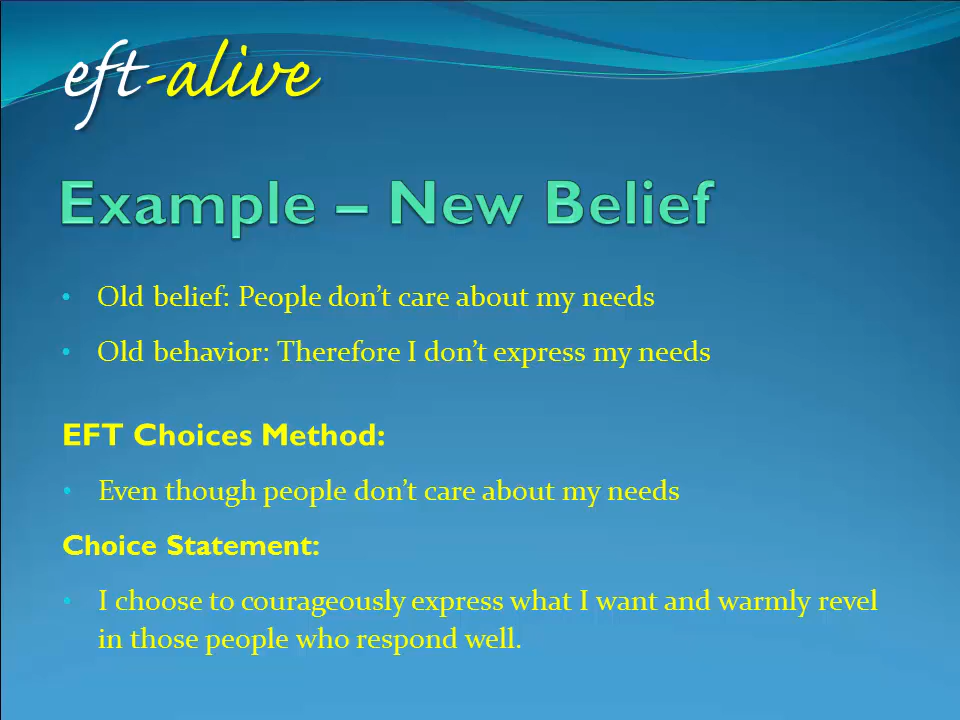 eft-alive
Example – New Belief
• Old belief: People don’t care about my needs
• Old behavior: Therefore I don’t express my needs
EFT Choices Method:
• Even though people don’t care about my needs
Choice Statement:
• I choose to courageously express what I want and warmly revel
in those people who respond well.